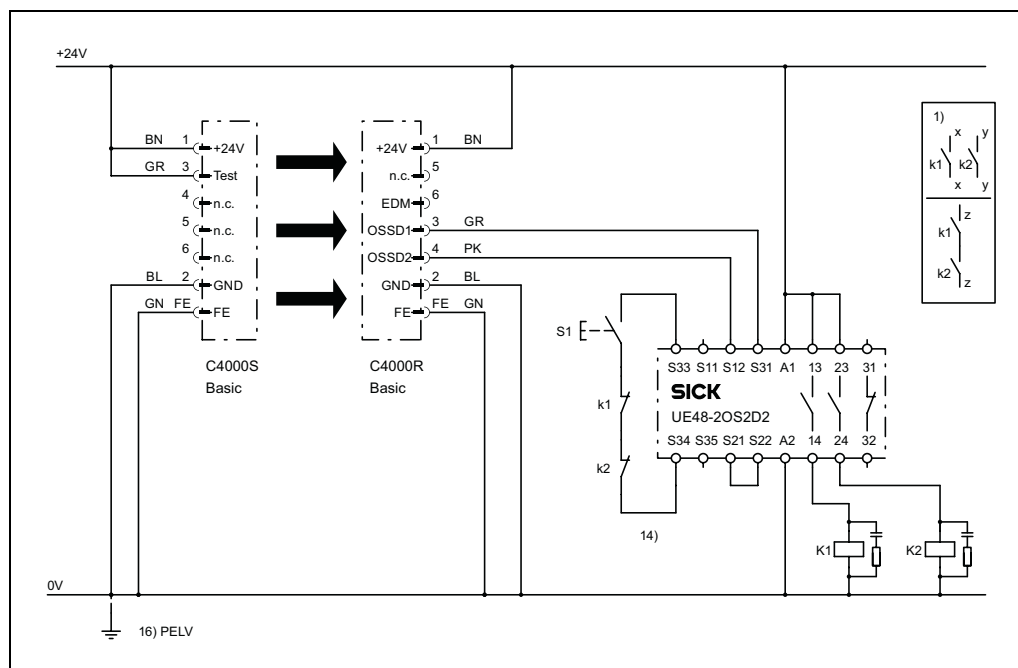 +24V
1)
x y
k1 k2
x y
z
k1
k2
z
BN 1 +24V
GR 3 Test
4 n.c.
5 n.c.
6 n.c.
BL 2 GND
GN FE FE
C4000S
Basic
+24V 1 BN
n.c. 5
EDM 6
OSSD1 3 GR
OSSD2 4 PK
GND 2 BL
FE FE GN
C4000R
Basic
S1
k1
k2
14)
S33 S11 S12 S31 A1 13 23 31
SICK
UE48-2OS2D2
S34 S35 S21 S22 A2 14 24 32
K1 K2
0V
16) PELV